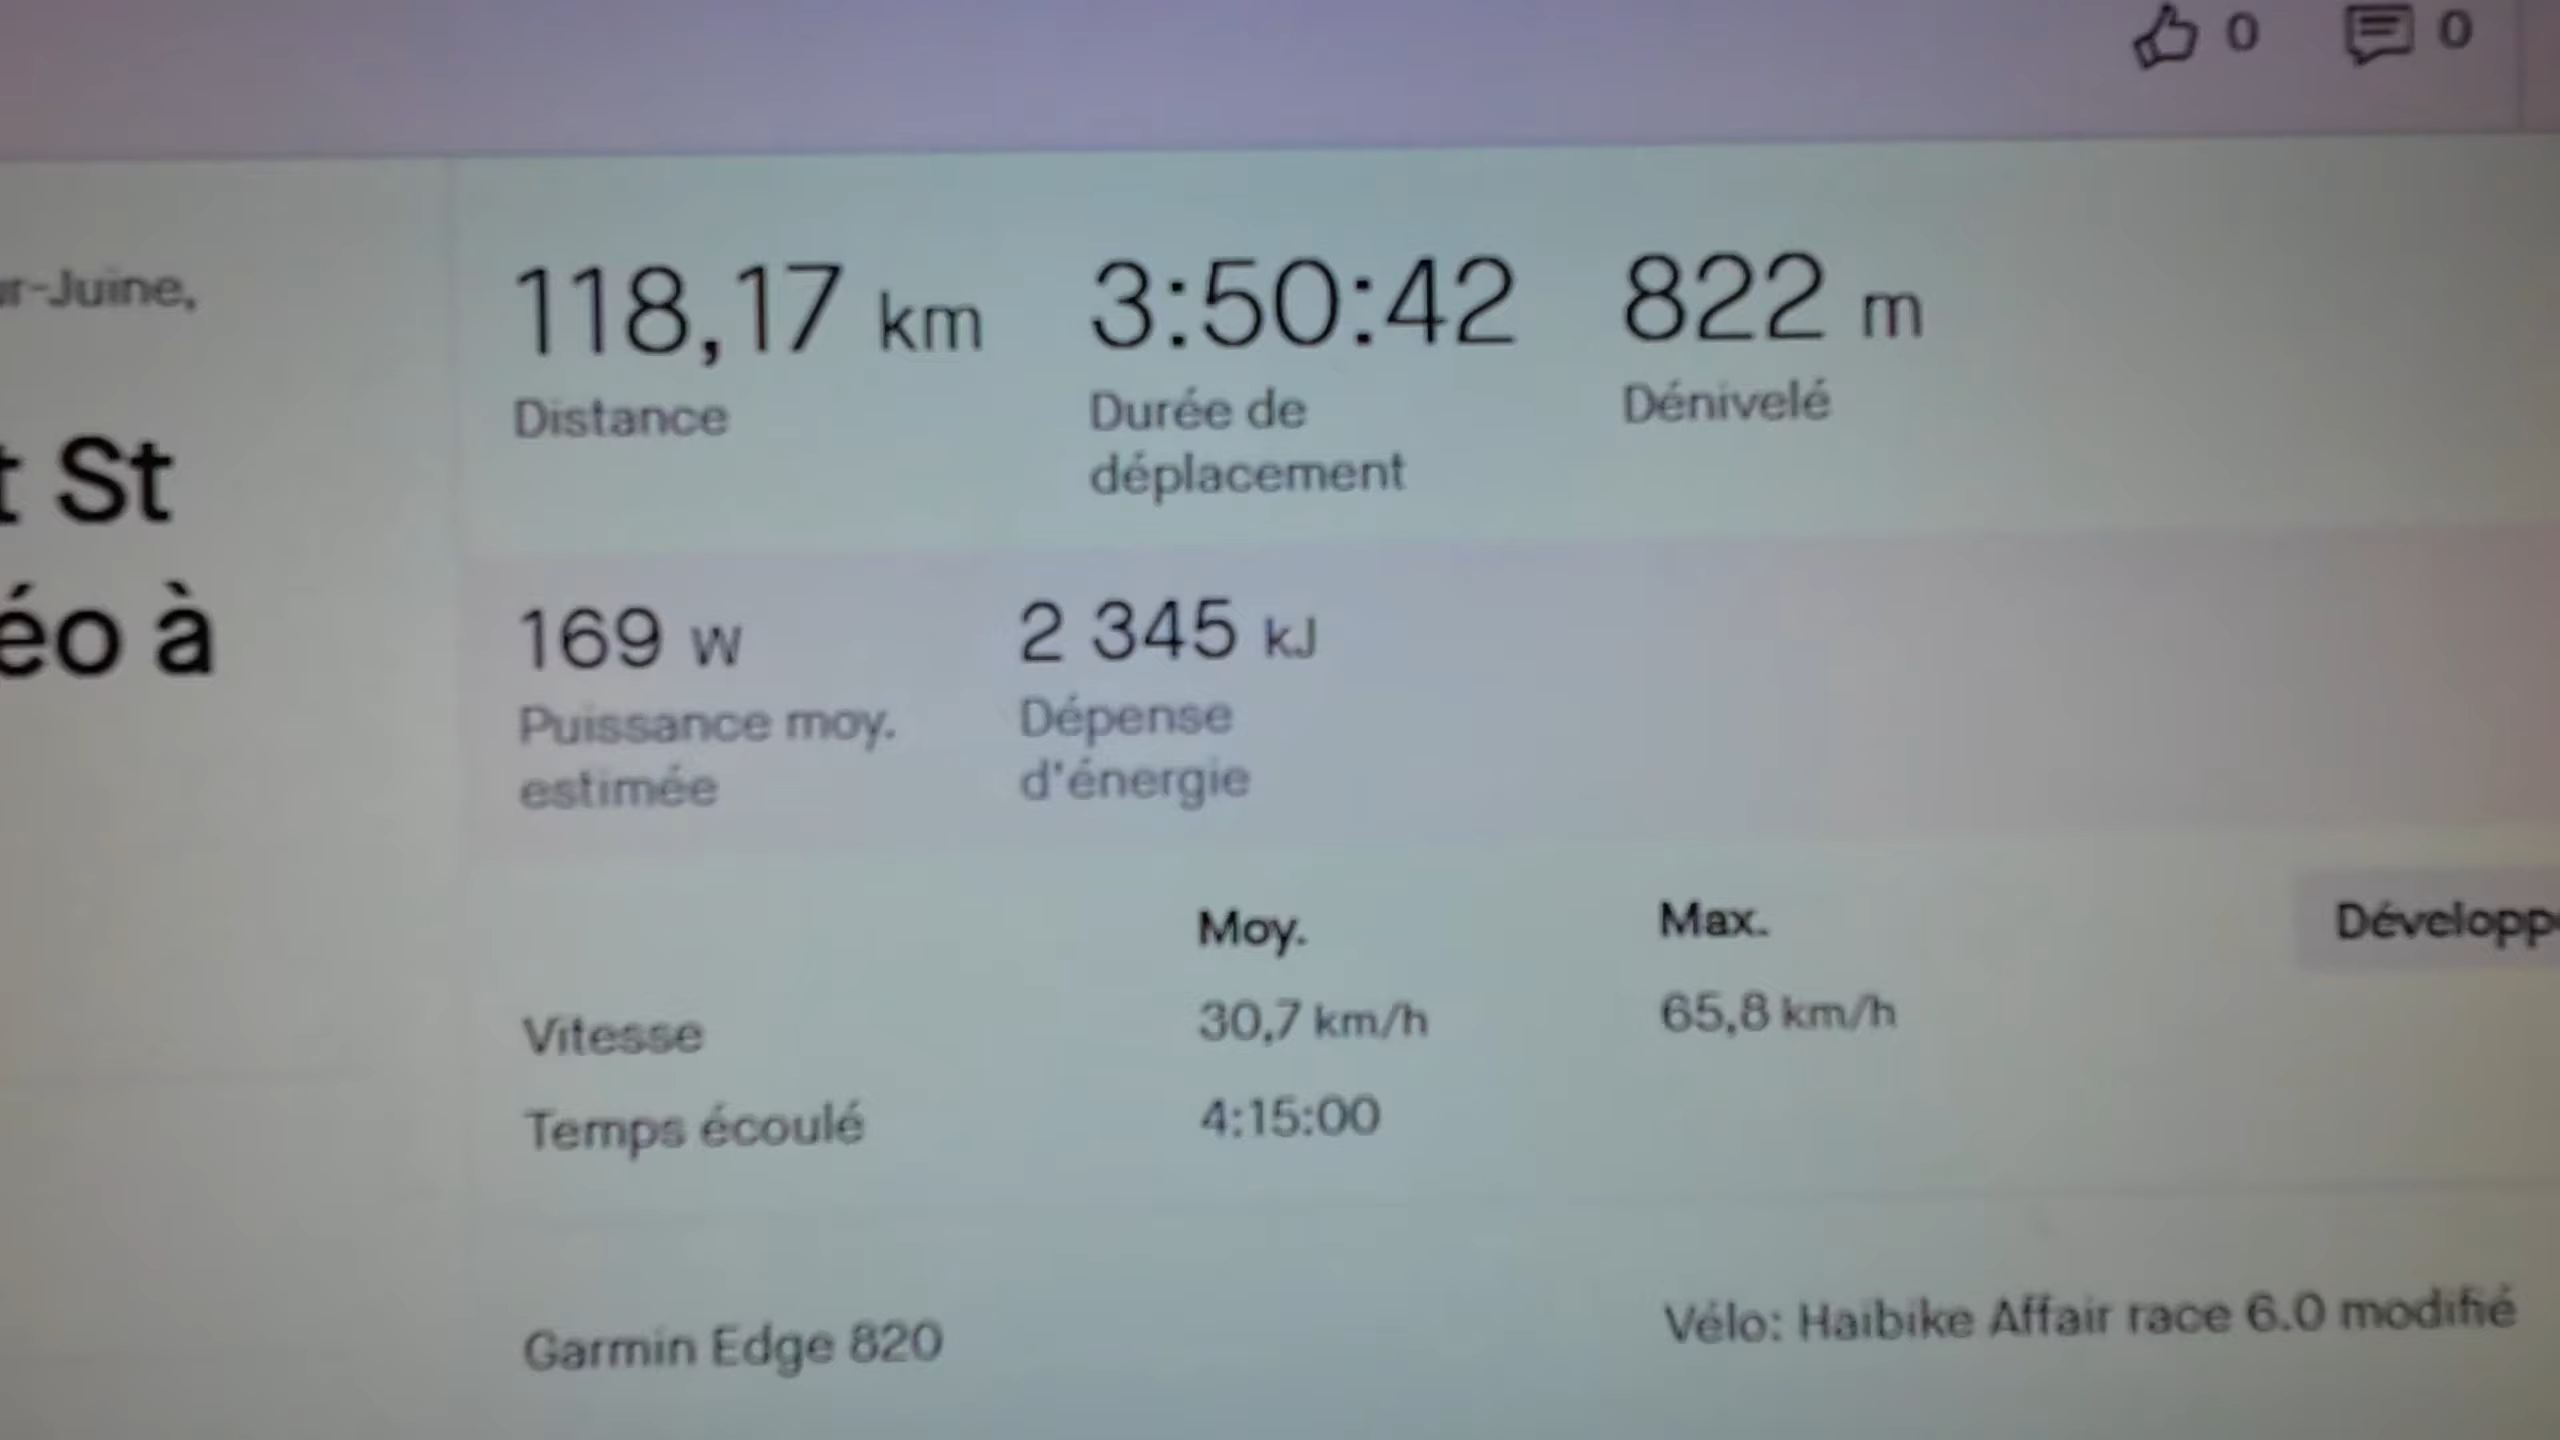 0 0
r-Juine,
t St
éo à
118,17 km
Distance
3:50:42
Durée de
déplacement
822 m
Dénivelé
169 W
Puissance moy.
estimée
2 345 kJ
Dépense
d'énergie
Moy. Max. Développ
Vitesse 30,7 km/h 65,8 km/h
Temps écoulé 4:15:00
Garmin Edge 820
Vélo: Haibike Affair race 6.0 modifié